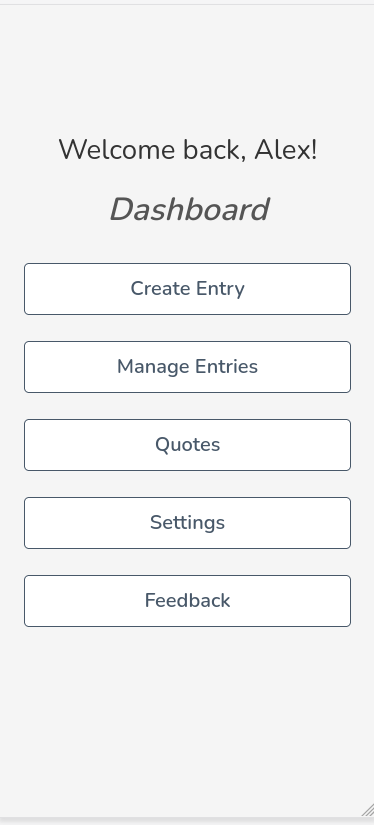 Welcome back, Alex!
Dashboard
Create Entry
Manage Entries
Quotes
Settings
Feedback